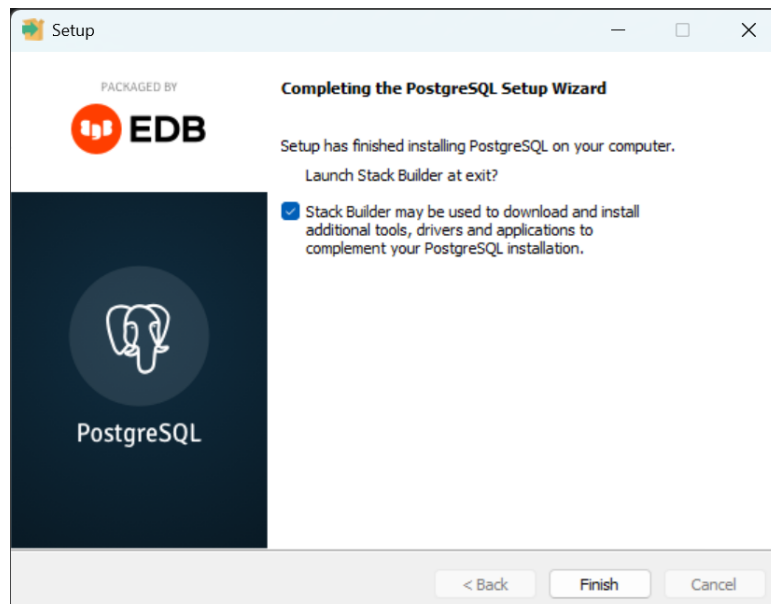 Setup
PACKAGED BY
EDB
PostgreSQL
Completing the PostgreSQL Setup Wizard
Setup has finished installing PostgreSQL on your computer.
Launch Stack Builder at exit?
Stack Builder may be used to download and install
additional tools, drivers and applications to
complement your PostgreSQL installation.
< Back
Finish
Cancel